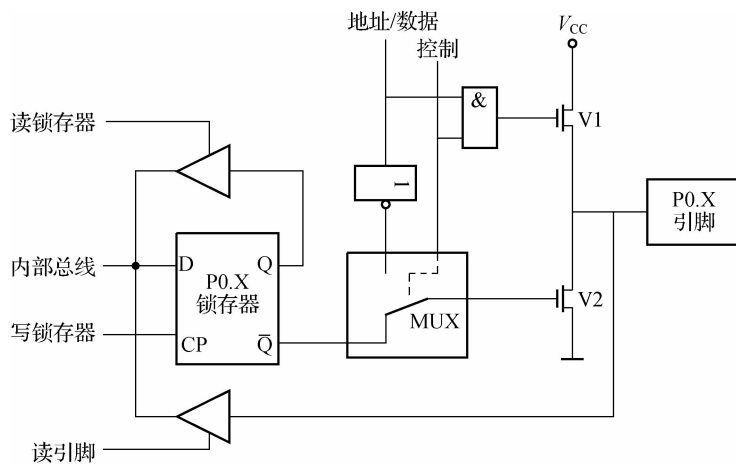 地址/数据
控制
VCC
&
V1
读锁存器
1
P0.X
引脚
内部总线
D
Q
P0.X
锁存器
V2
MUX
写锁存器
CP
Q̅
读引脚